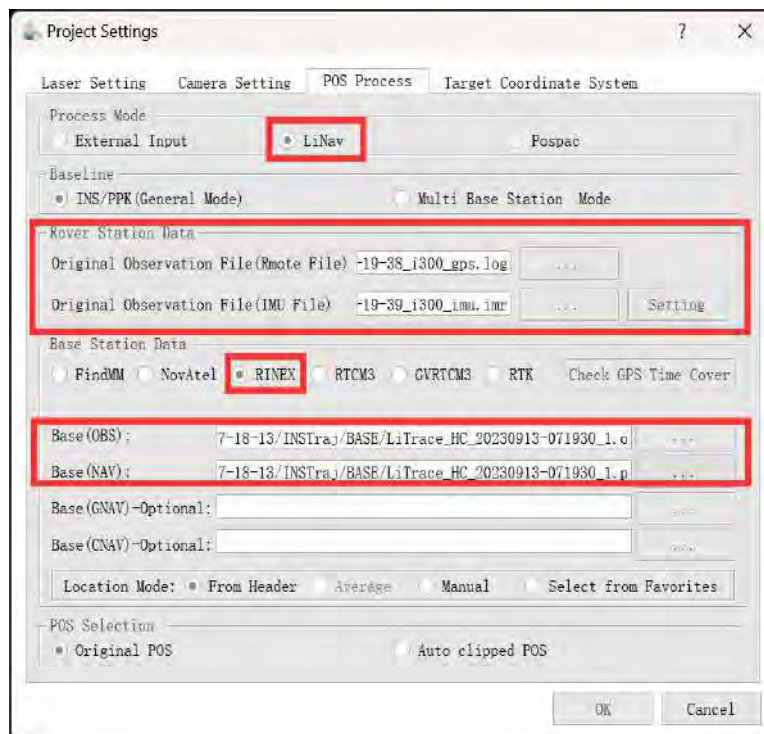 Project Settings ? X
Laser Setting Camera Setting POS Process Target Coordinate System
Process Mode
External Input LiNav Pospac
Baseline
INS/PPK(General Mode) Multi Base Station Mode
Rover Station Data
Original Observation File(Rmote File) -19-38_i300_gps.log ...
Original Observation File(IMU File) -19-39_i300_imu.imr ... Setting
Base Station Data
FindMM NovAtel RINEX RTCM3 GVRTCM3 RTK Check GPS Time Cover
Base(OBS): 7-18-13/INSTraj/BASE/LiTrace_HC_20230913-071930_1.o ...
Base(NAV): 7-18-13/INSTraj/BASE/LiTrace_HC_20230913-071930_1.p ...
Base(GNAV)-Optional: ...
Base(CNAV)-Optional: ...
Location Mode: From Header Average Manual Select from Favorites
POS Selection
Original POS Auto clipped POS
OK Cancel